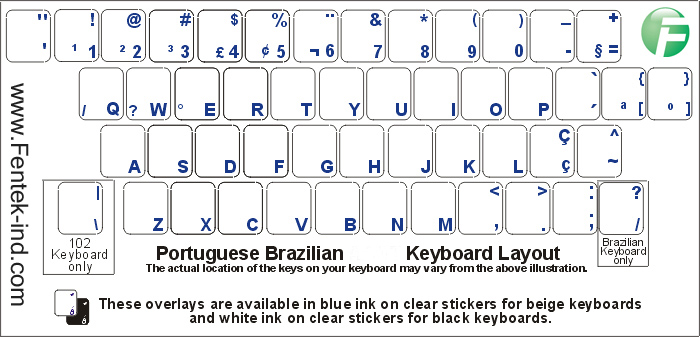 " ! @ # $ % ¨ & * ( ) _ +
' ¹ 1 ² 2 ³ 3 £ 4 ¢ 5 ¬ 6 7 8 9 0 - § =
` { }
/ Q ? W ° E R T Y U I O P ´ ª [ º ]
Ç ^
A S D F G H J K L ç ~
| < > : ?
\ Z X C V B N M , . ; /
102
Keyboard
only
Brazilian
Keyboard
only
Portuguese Brazilian Keyboard Layout
The actual location of the keys on your keyboard may vary from the above illustration.
These overlays are available in blue ink on clear stickers for beige keyboards
and white ink on clear stickers for black keyboards.
www.Fentek-ind.com
F